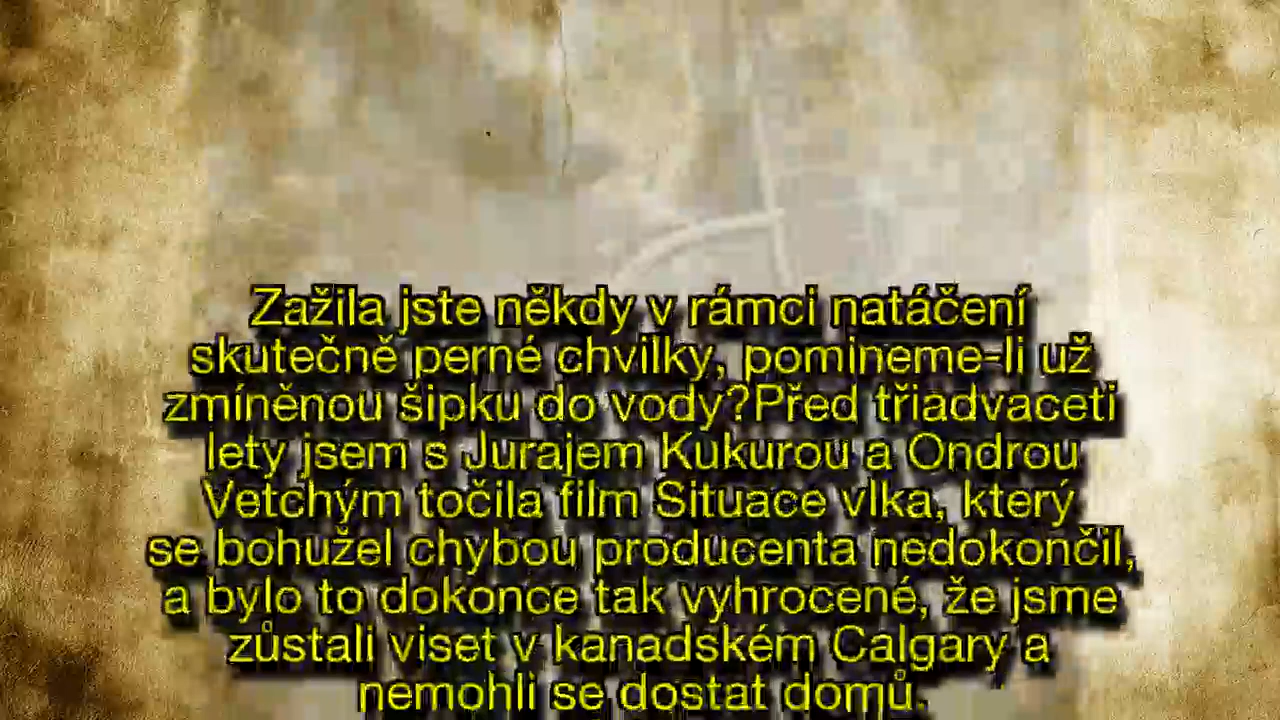 Zažila jste někdy v rámci natáčení
skutečně perné chvilky, pomineme-li už
zmíněnou šipku do vody?Před třiadvaceti
lety jsem s Jurajem Kukurou a Ondrou
Vetchým točila film Situace vlka, který
se bohužel chybou producenta nedokončil,
a bylo to dokonce tak vyhrocené, že jsme
zůstali viset v kanadském Calgary a
nemohli se dostat domů.